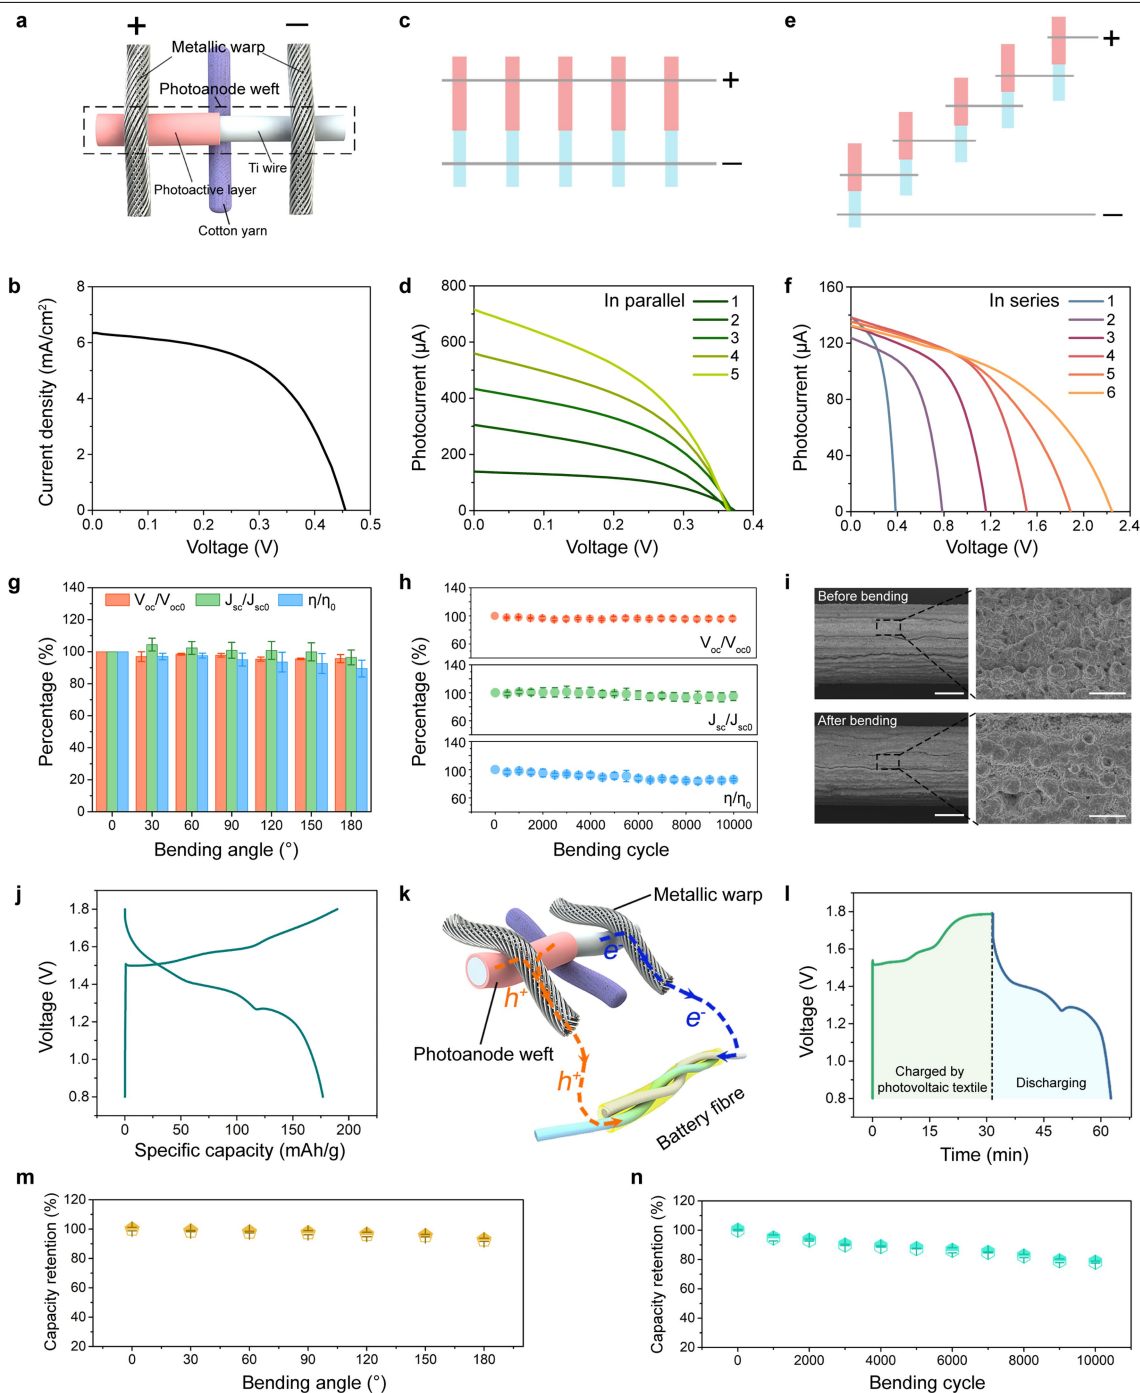 a
+
−
Metallic warp
Photoanode weft
Ti wire
Photoactive layer
Cotton yarn
c
+
−
e
+
−
b
Current density (mA/cm²)
8
6
4
2
0
0.0 0.1 0.2 0.3 0.4 0.5
Voltage (V)
d
Photocurrent (μA)
800
600
400
200
0
In parallel
1
2
3
4
5
0.0 0.1 0.2 0.3 0.4
Voltage (V)
f
Photocurrent (μA)
160
120
80
40
0
In series
1
2
3
4
5
6
0.0 0.4 0.8 1.2 1.6 2.0 2.4
Voltage (V)
g
Percentage (%)
140
120
100
80
60
40
20
0
Voc/Voc0 Jsc/Jsc0 η/η0
0 30 60 90 120 150 180
Bending angle (°)
h
Percentage (%)
140
100
60
Voc/Voc0
140
100
60
Jsc/Jsc0
140
100
60
η/η0
0 2000 4000 6000 8000 10000
Bending cycle
i
Before bending
After bending
j
Voltage (V)
1.8
1.6
1.4
1.2
1.0
0.8
0 50 100 150 200
Specific capacity (mAh/g)
k
Metallic warp
e-
h+
e-
Photoanode weft
h+
Battery fibre
l
Voltage (V)
1.8
1.6
1.4
1.2
1.0
0.8
Charged by
photovoltaic textile
Discharging
0 15 30 45 60
Time (min)
m
Capacity retention (%)
120
100
80
60
40
20
0 30 60 90 120 150 180
Bending angle (°)
n
Capacity retention (%)
120
100
80
60
40
20
0 2000 4000 6000 8000 10000
Bending cycle